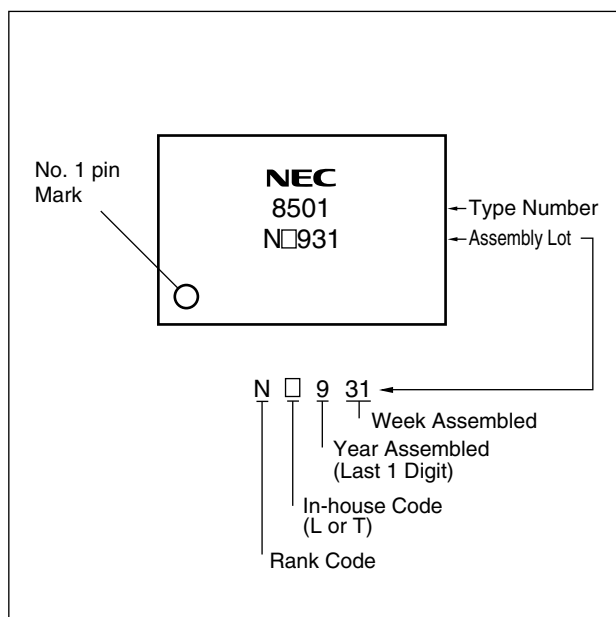 No. 1 pin
Mark
NEC
8501
N□931
Type Number
Assembly Lot
N □ 9 31
Week Assembled
Year Assembled
(Last 1 Digit)
In-house Code
(L or T)
Rank Code